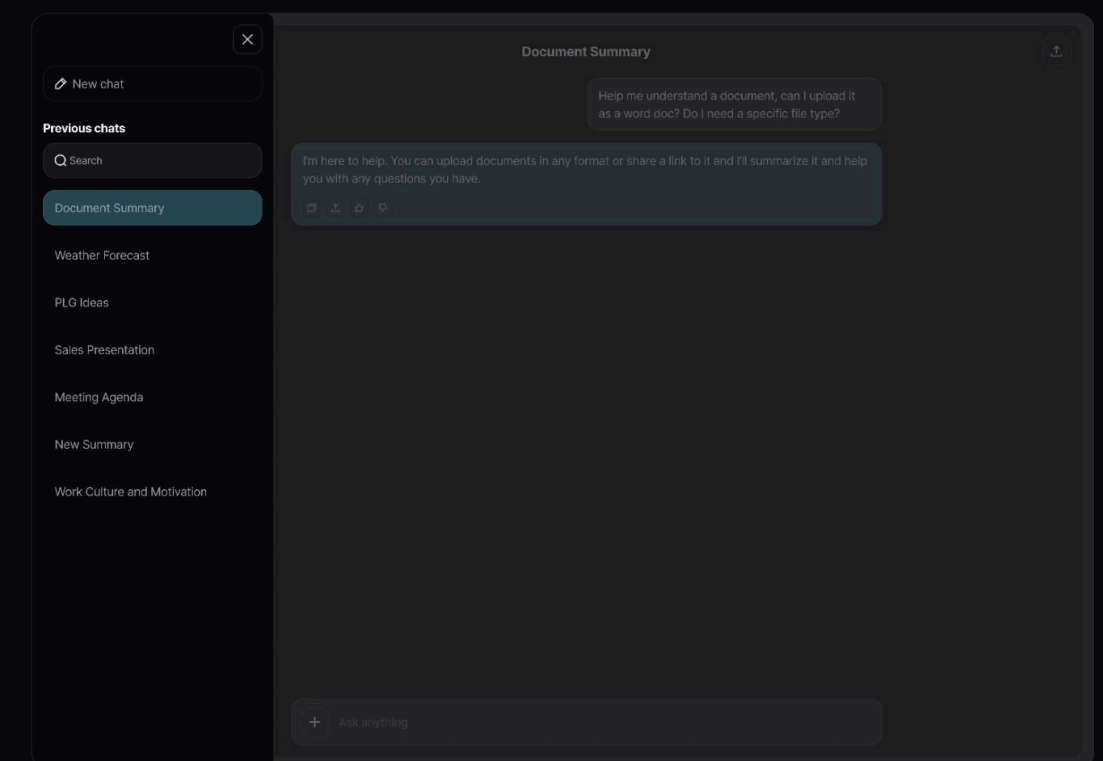 New chat
Previous chats
Search
Document Summary
Weather Forecast
PLG Ideas
Sales Presentation
Meeting Agenda
New Summary
Work Culture and Motivation
Document Summary
Help me understand a document, can I upload it
as a word doc? Do I need a specific file type?
I'm here to help. You can upload documents in any format or share a link to it and I'll summarize it and help
you with any questions you have.
Ask anything